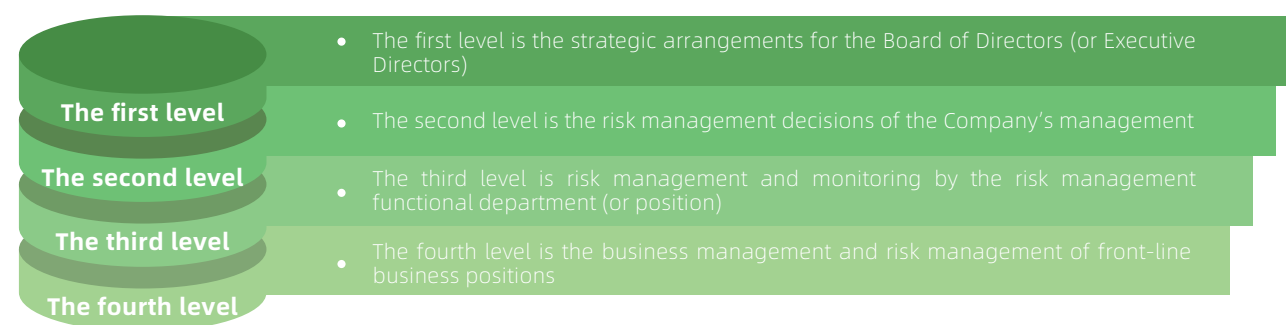 The first level is the strategic arrangements for the Board of Directors (or Executive
Directors)
The first level
The second level is the risk management decisions of the Company’s management
The second level
The third level is risk management and monitoring by the risk management
functional department (or position)
The third level
The fourth level is the business management and risk management of front-line
business positions
The fourth level